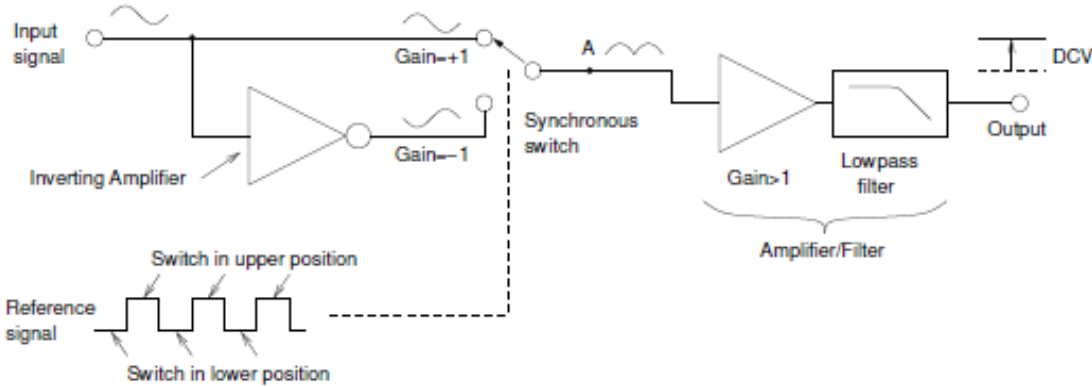 Input
signal
Gain=+1
A
DCV
Synchronous
switch
Output
Gain=−1
Inverting Amplifier
Gain>1
Lowpass
filter
Amplifier/Filter
Switch in upper position
Reference
signal
Switch in lower position